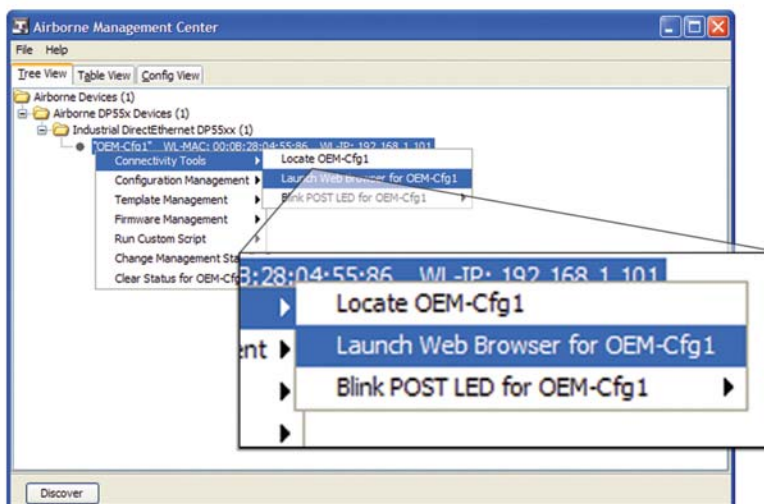 Airborne Management Center
File Help
Tree View Table View Config View
Airborne Devices (1)
Airborne DP55x Devices (1)
Industrial DirectEthernet DP55xx (1)
"OEM-Cfg1" WL-MAC: 00:0B:28:04:55:86 WL-IP: 192.168.1.101
Connectivity Tools
Locate OEM-Cfg1
Configuration Management
Launch Web Browser for OEM-Cfg1
Template Management
Blink POST LED for OEM-Cfg1
Firmware Management
Run Custom Script
Change Management Sta
Clear Status for OEM-Cfg
B:28:04:55:86 WL-IP: 192.168.1.101
Locate OEM-Cfg1
ent
Launch Web Browser for OEM-Cfg1
Blink POST LED for OEM-Cfg1
Discover